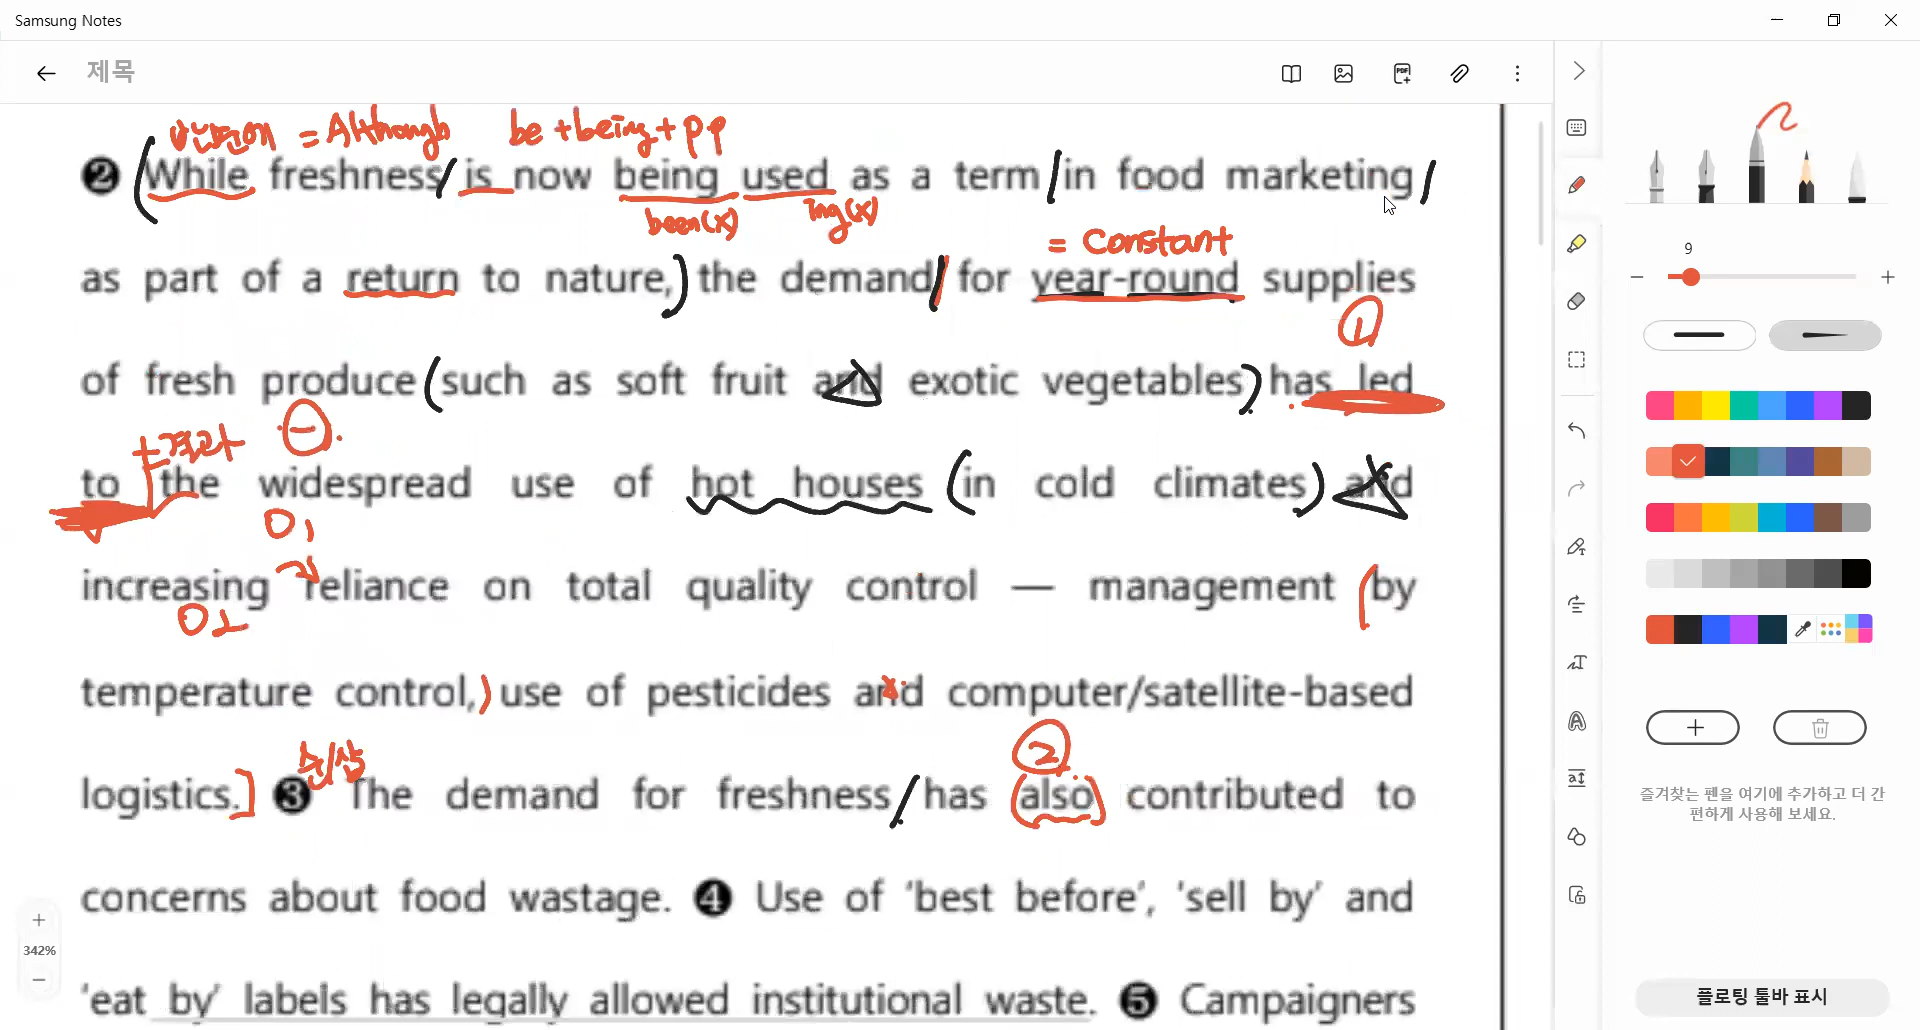 Samsung Notes
제목
반면에 = Although be + being + p.p
❷ While freshness is now being used as a term in food marketing
been(x) ing(x)
= Constant
as part of a return to nature, the demand for year-round supplies
1
of fresh produce (such as soft fruit and exotic vegetables) has led
+결과 −
to the widespread use of hot houses (in cold climates) and
O1
increasing reliance on total quality control — management by
O2
temperature control, use of pesticides and computer/satellite-based
순/삽 2
logistics.] ❸ The demand for freshness has also contributed to
concerns about food wastage. ❹ Use of ‘best before’, ‘sell by’ and
‘eat by’ labels has legally allowed institutional waste. ❺ Campaigners
342%
PDF
9
즐겨찾는 펜을 여기에 추가하고 더 간
편하게 사용해 보세요.
플로팅 툴바 표시